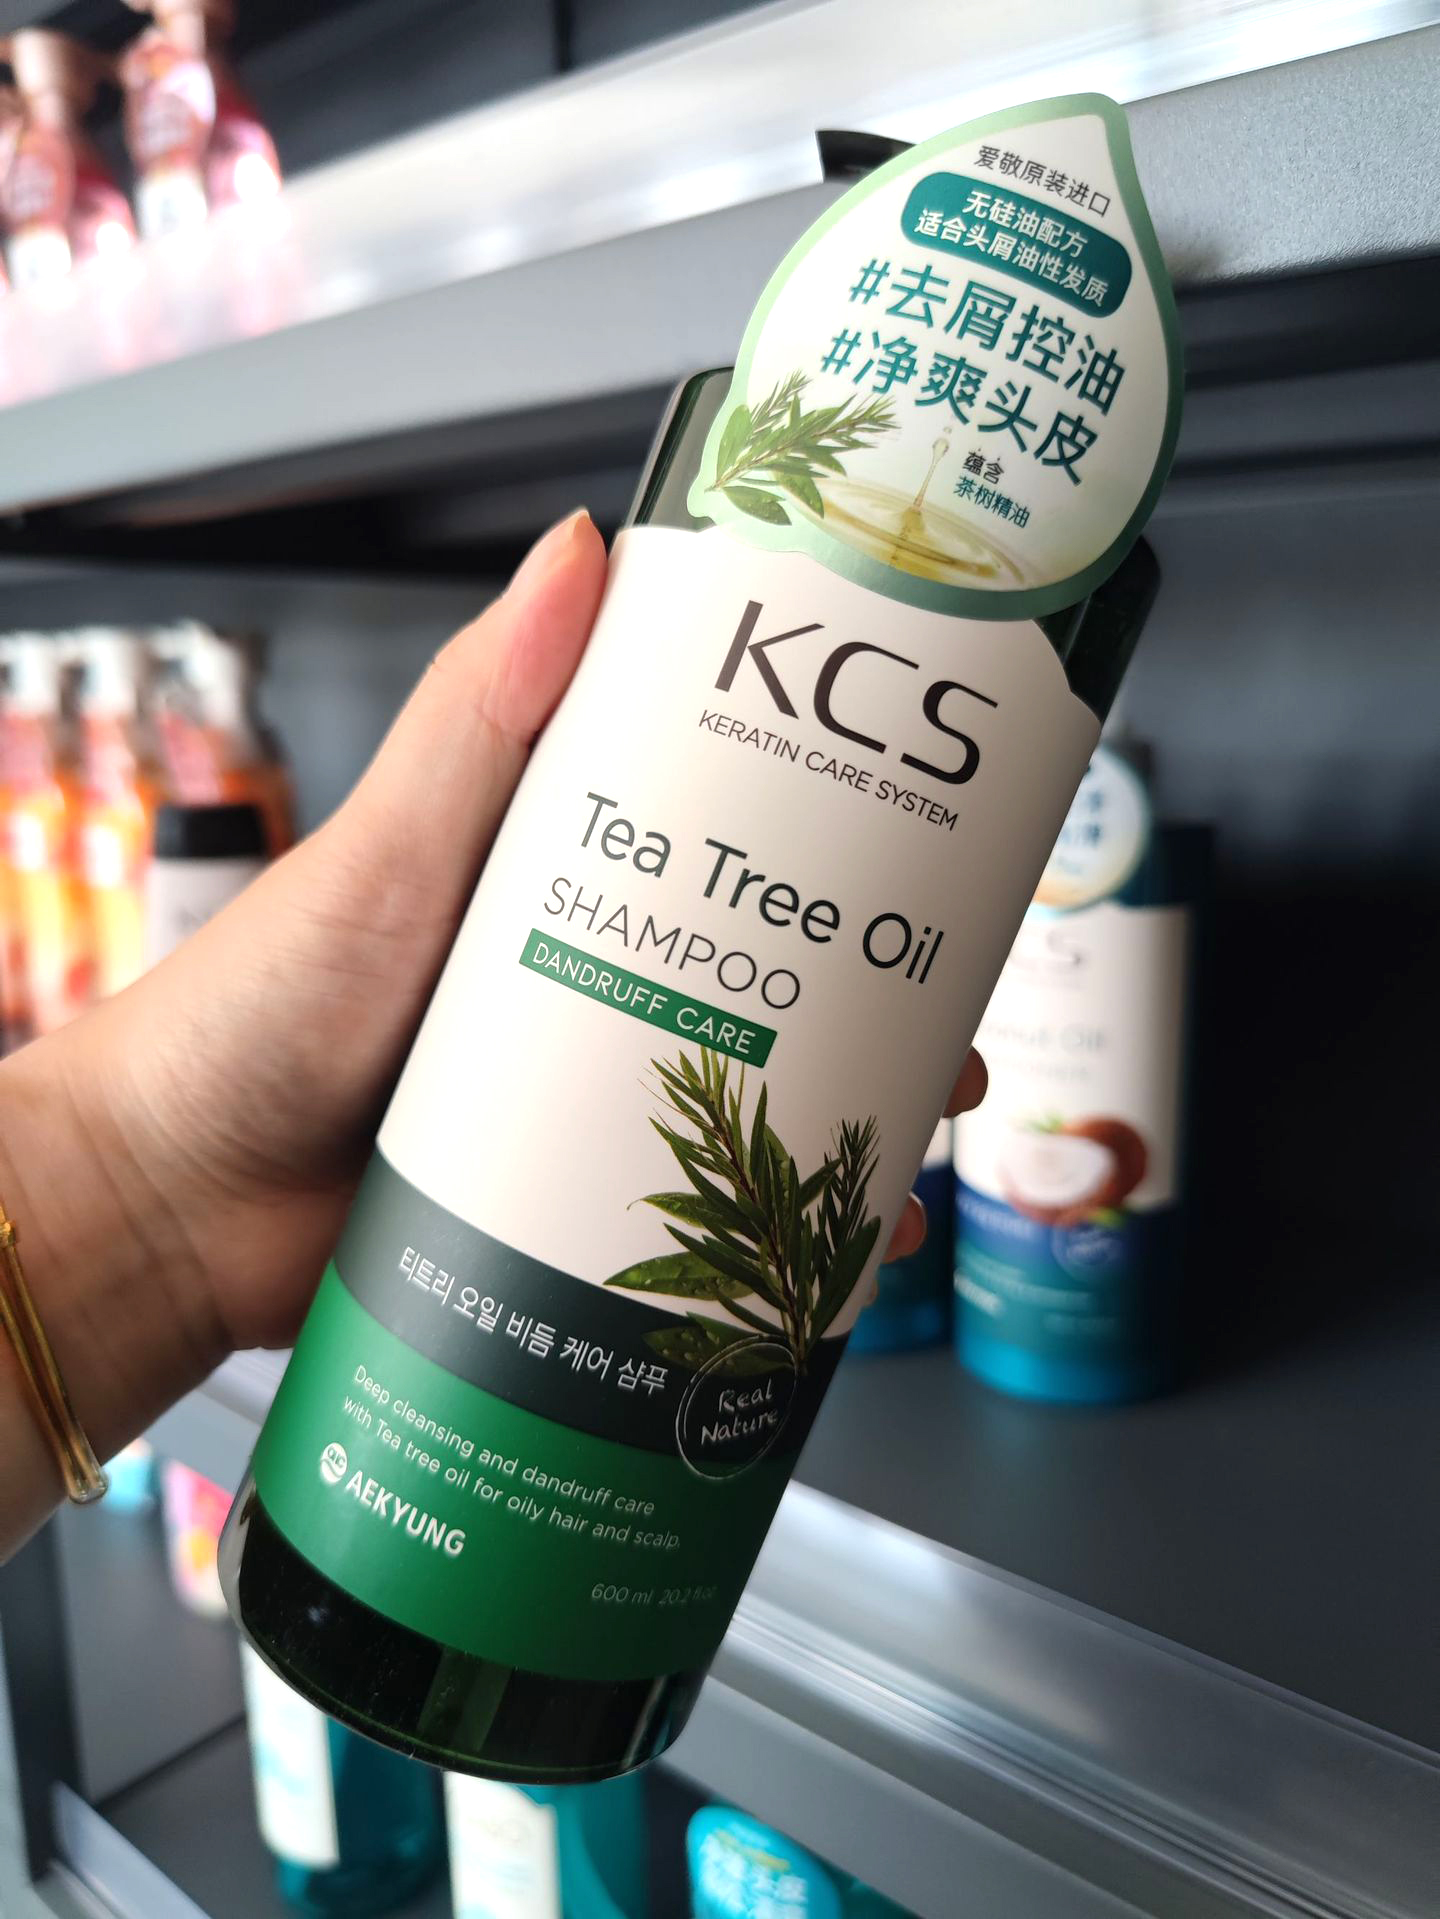 爱敬原装进口
无硅油配方
适合头屑油性发质
#去屑控油
#净爽头皮
蕴含
茶树精油
KCS
KERATIN CARE SYSTEM
Tea Tree Oil
SHAMPOO
DANDRUFF CARE
티트리 오일 비듬 케어 샴푸
Real
Nature
Deep cleansing and dandruff care
with Tea tree oil for oily hair and scalp.
AEKYUNG
600 ml 20.2 fl oz
Oil